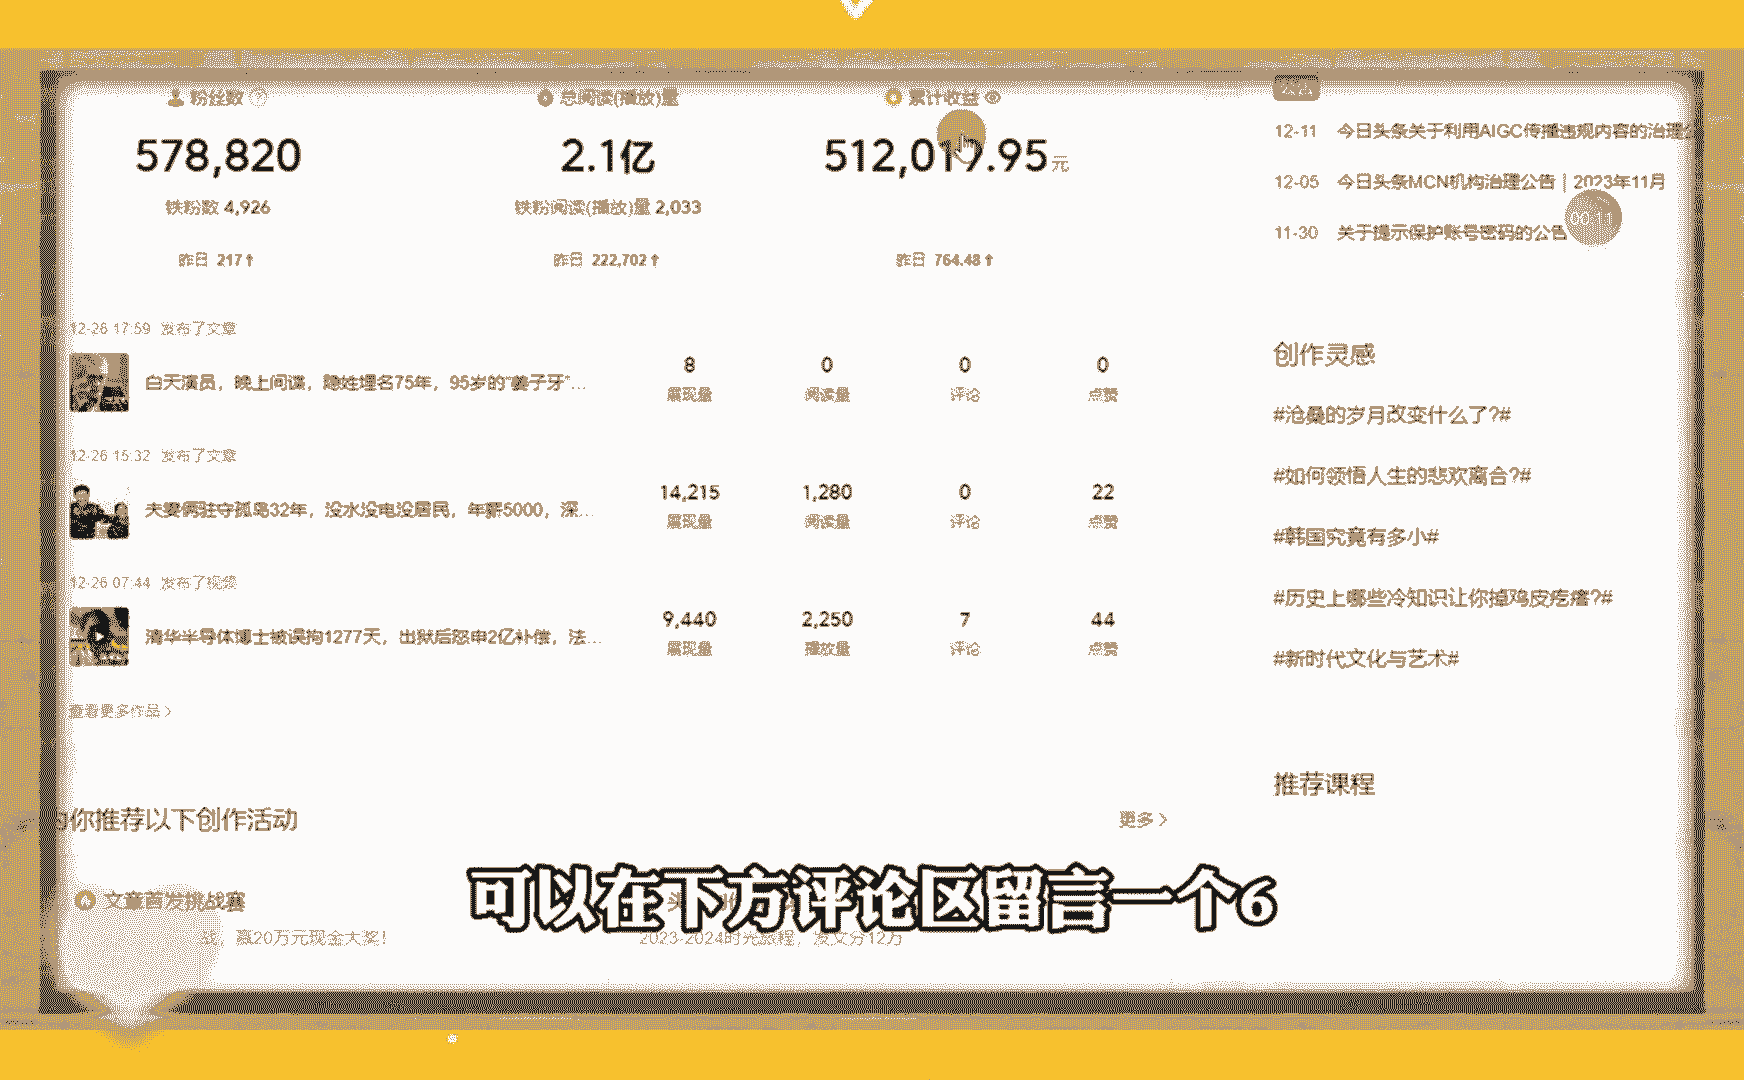 粉丝数
总阅读(播放)量
累计收益
578,820
2.1亿
512,019.95元
铁粉数 4,926
铁粉阅读(播放)量 2,033
昨日 217↑
昨日 222,702↑
昨日 764.48↑
12-11 今日头条关于利用AIGC传播违规内容的治理公
12-05 今日头条MCN机构治理公告 | 2023年11月
11-30 关于提示保护账号密码的公告
00:11
12-26 17:59 发布了文章
白天演员，晚上间谍，隐姓埋名75年，95岁的"姜子牙"...
8 0 0 0
展现量 阅读量 评论 点赞
12-26 15:32 发布了文章
夫妻俩驻守孤岛32年，没水没电没居民，年薪5000，深...
14,215 1,280 0 22
展现量 阅读量 评论 点赞
12-26 07:44 发布了视频
清华半导体博士被误拘1277天，出狱后怒申2亿补偿，法...
9,440 2,250 7 44
展现量 播放量 评论 点赞
查看更多作品 >
创作灵感
#沧桑的岁月改变什么了?#
#如何领悟人生的悲欢离合?#
#韩国究竟有多小#
#历史上哪些冷知识让你掉鸡皮疙瘩?#
#新时代文化与艺术#
推荐课程
你推荐以下创作活动
更多 >
文章首发挑战赛
战，赢20万元现金大奖！
2023-2024时光旅程，发文分12万
可以在下方评论区留言一个6